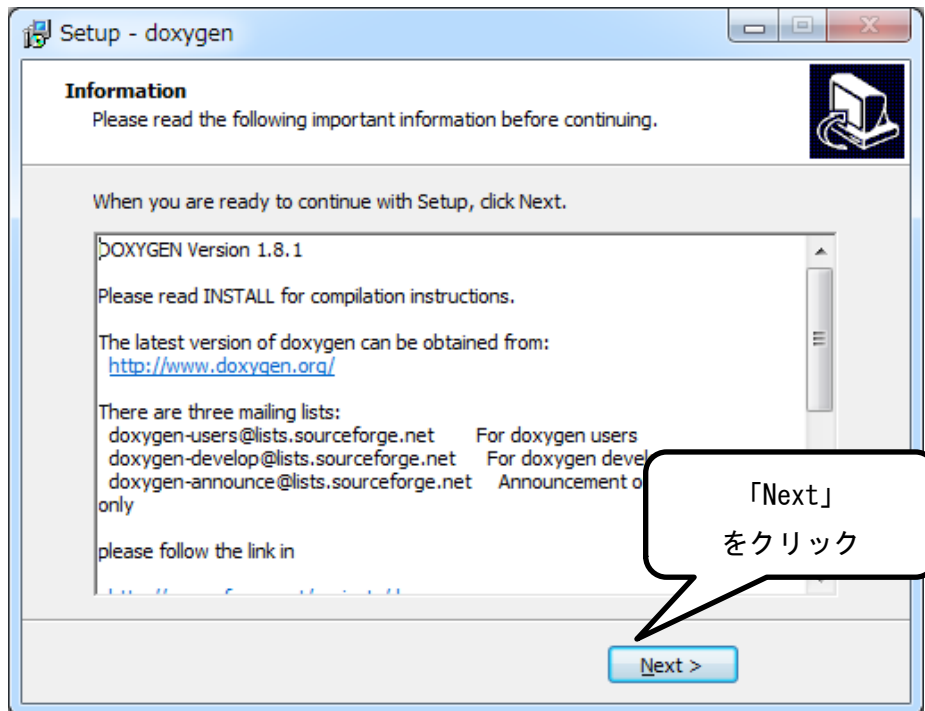 Setup - doxygen
Information
Please read the following important information before continuing.
When you are ready to continue with Setup, click Next.
DOXYGEN Version 1.8.1
Please read INSTALL for compilation instructions.
The latest version of doxygen can be obtained from:
http://www.doxygen.org/
There are three mailing lists:
doxygen-users@lists.sourceforge.net For doxygen users
doxygen-develop@lists.sourceforge.net For doxygen
doxygen-announce@lists.sourceforge.net Announcement
only
please follow the link in
「Next」
をクリック
Next >